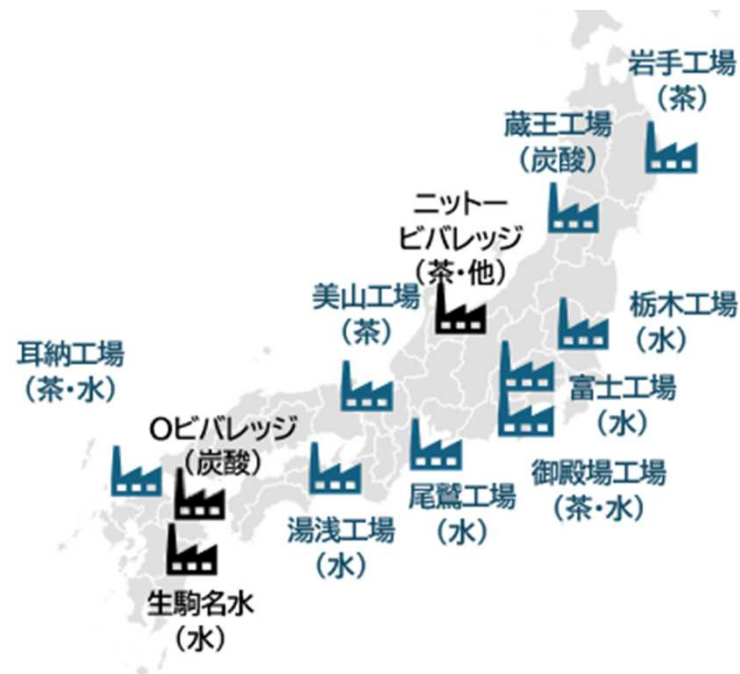 岩手工場
（茶）
蔵王工場
（炭酸）
ニットー
ビバレッジ
（茶・他）
美山工場
（茶）
栃木工場
（水）
耳納工場
（茶・水）
富士工場
（水）
Oビバレッジ
（炭酸）
御殿場工場
（茶・水）
尾鷲工場
（水）
湯浅工場
（水）
生駒名水
（水）